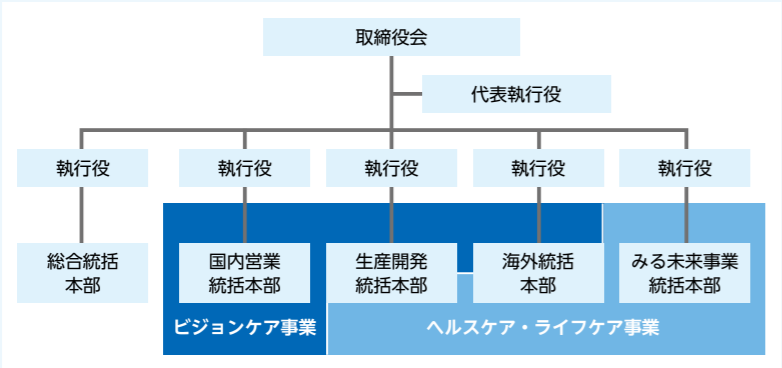 取締役会
代表執行役
執行役
執行役
執行役
執行役
執行役
総合統括
本部
国内営業
統括本部
生産開発
統括本部
海外統括
本部
みる未来事業
統括本部
ビジョンケア事業
ヘルスケア・ライフケア事業